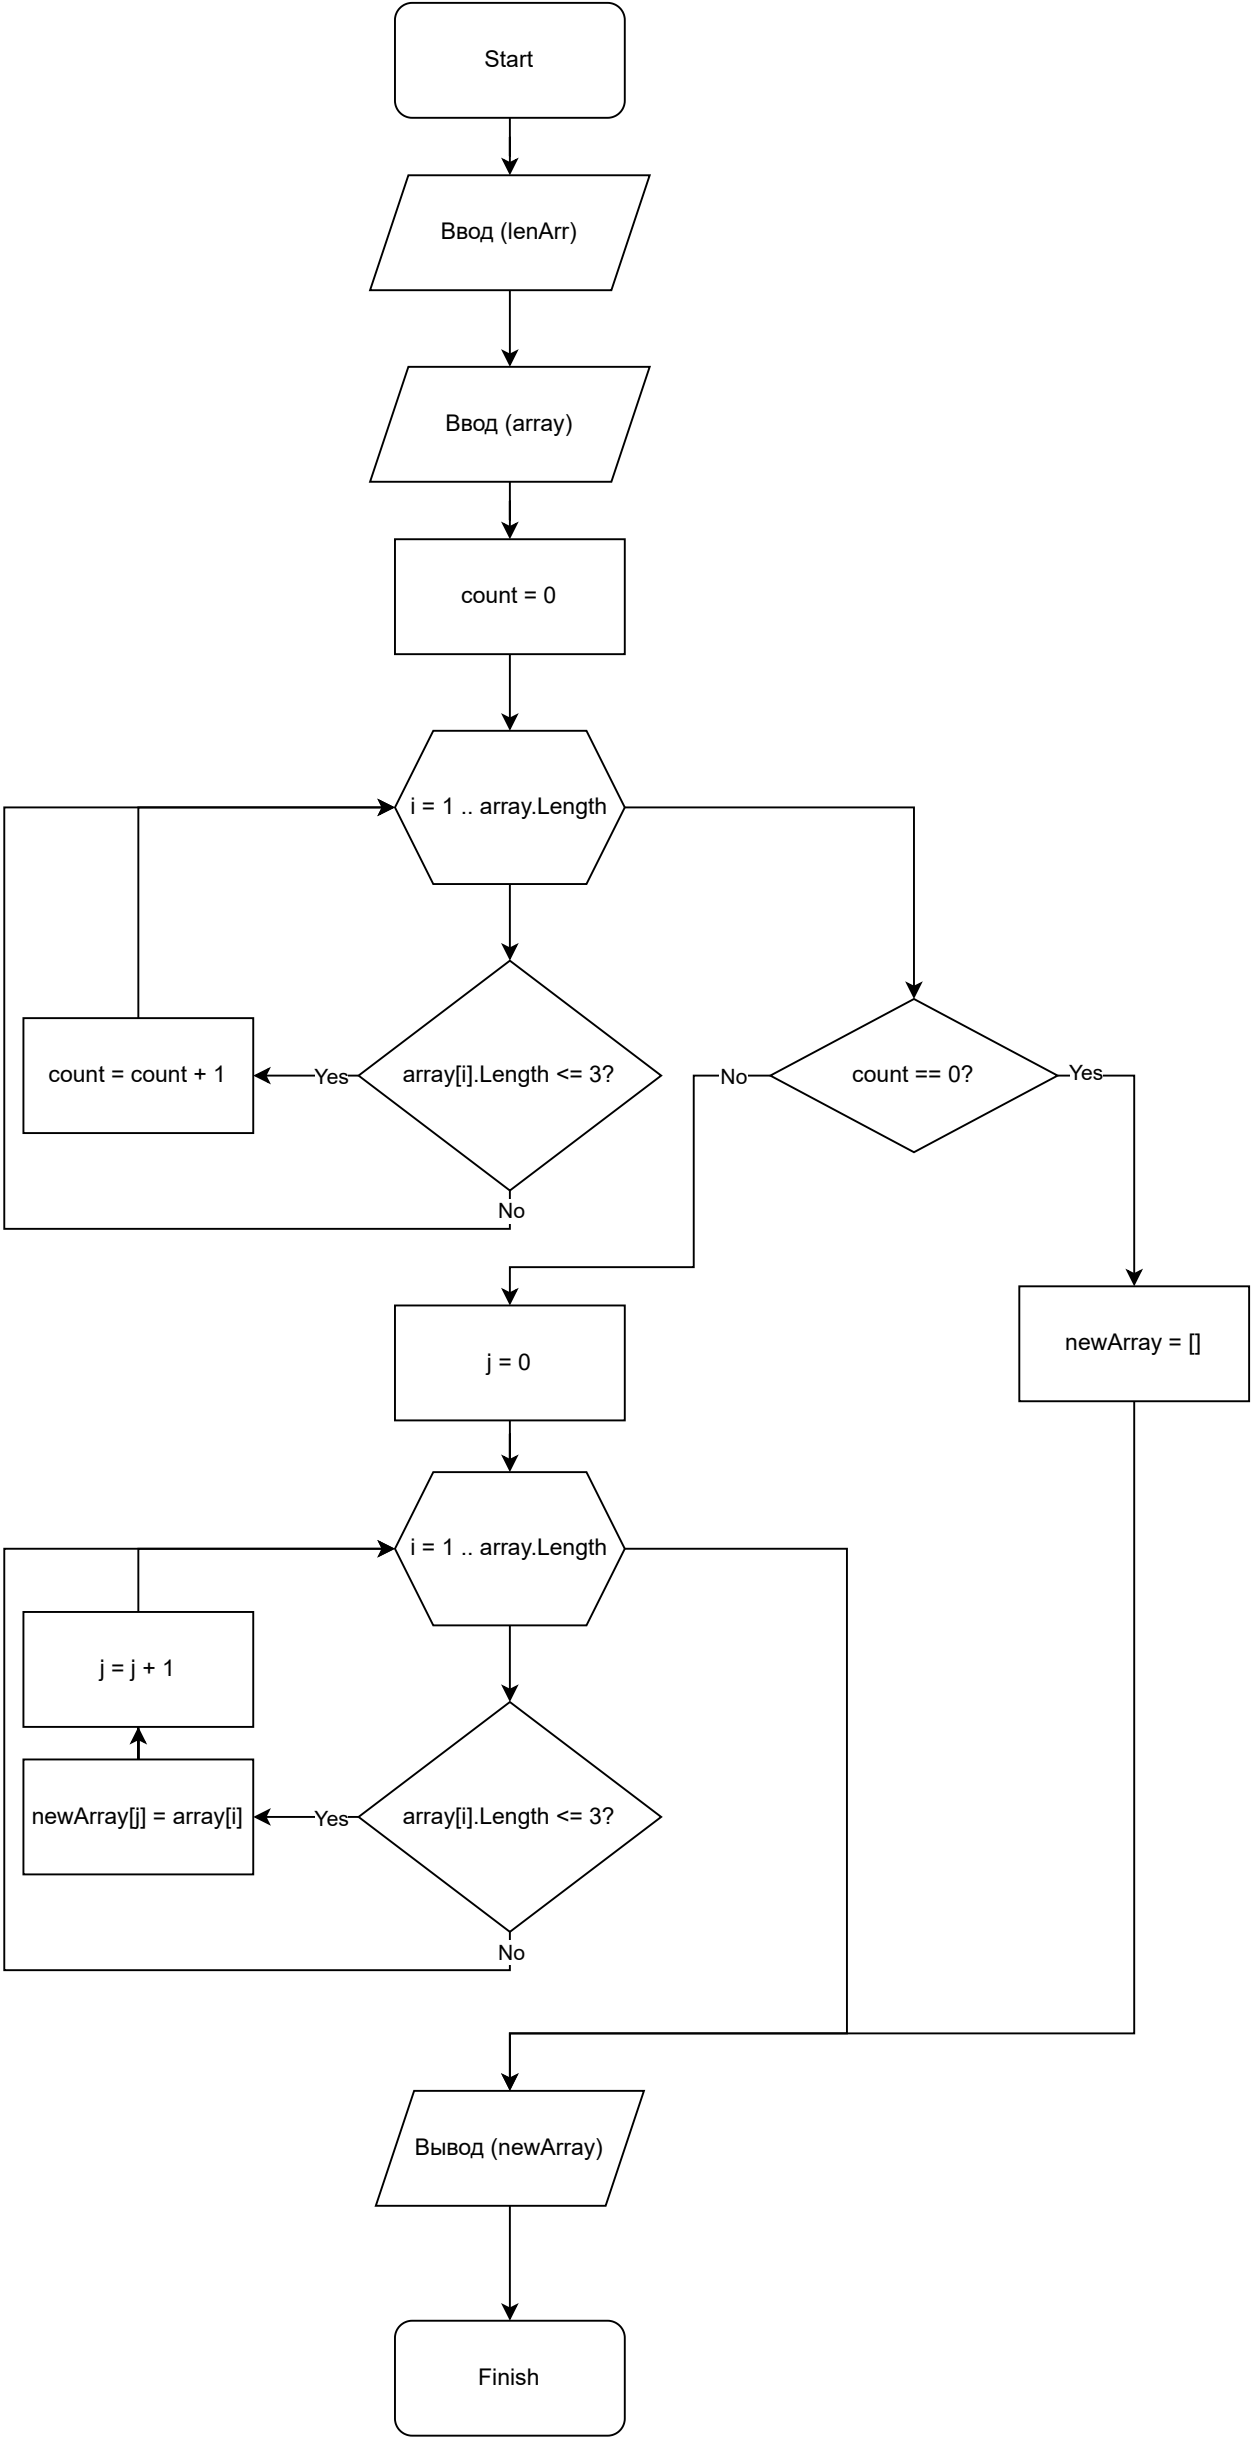 Start
Ввод (lenArr)
Ввод (array)
count = 0
i = 1 .. array.Length
array[i].Length <= 3?
Yes
count = count + 1
No
count == 0?
No
Yes
newArray = []
j = 0
i = 1 .. array.Length
j = j + 1
array[i].Length <= 3?
Yes
newArray[j] = array[i]
No
Вывод (newArray)
Finish